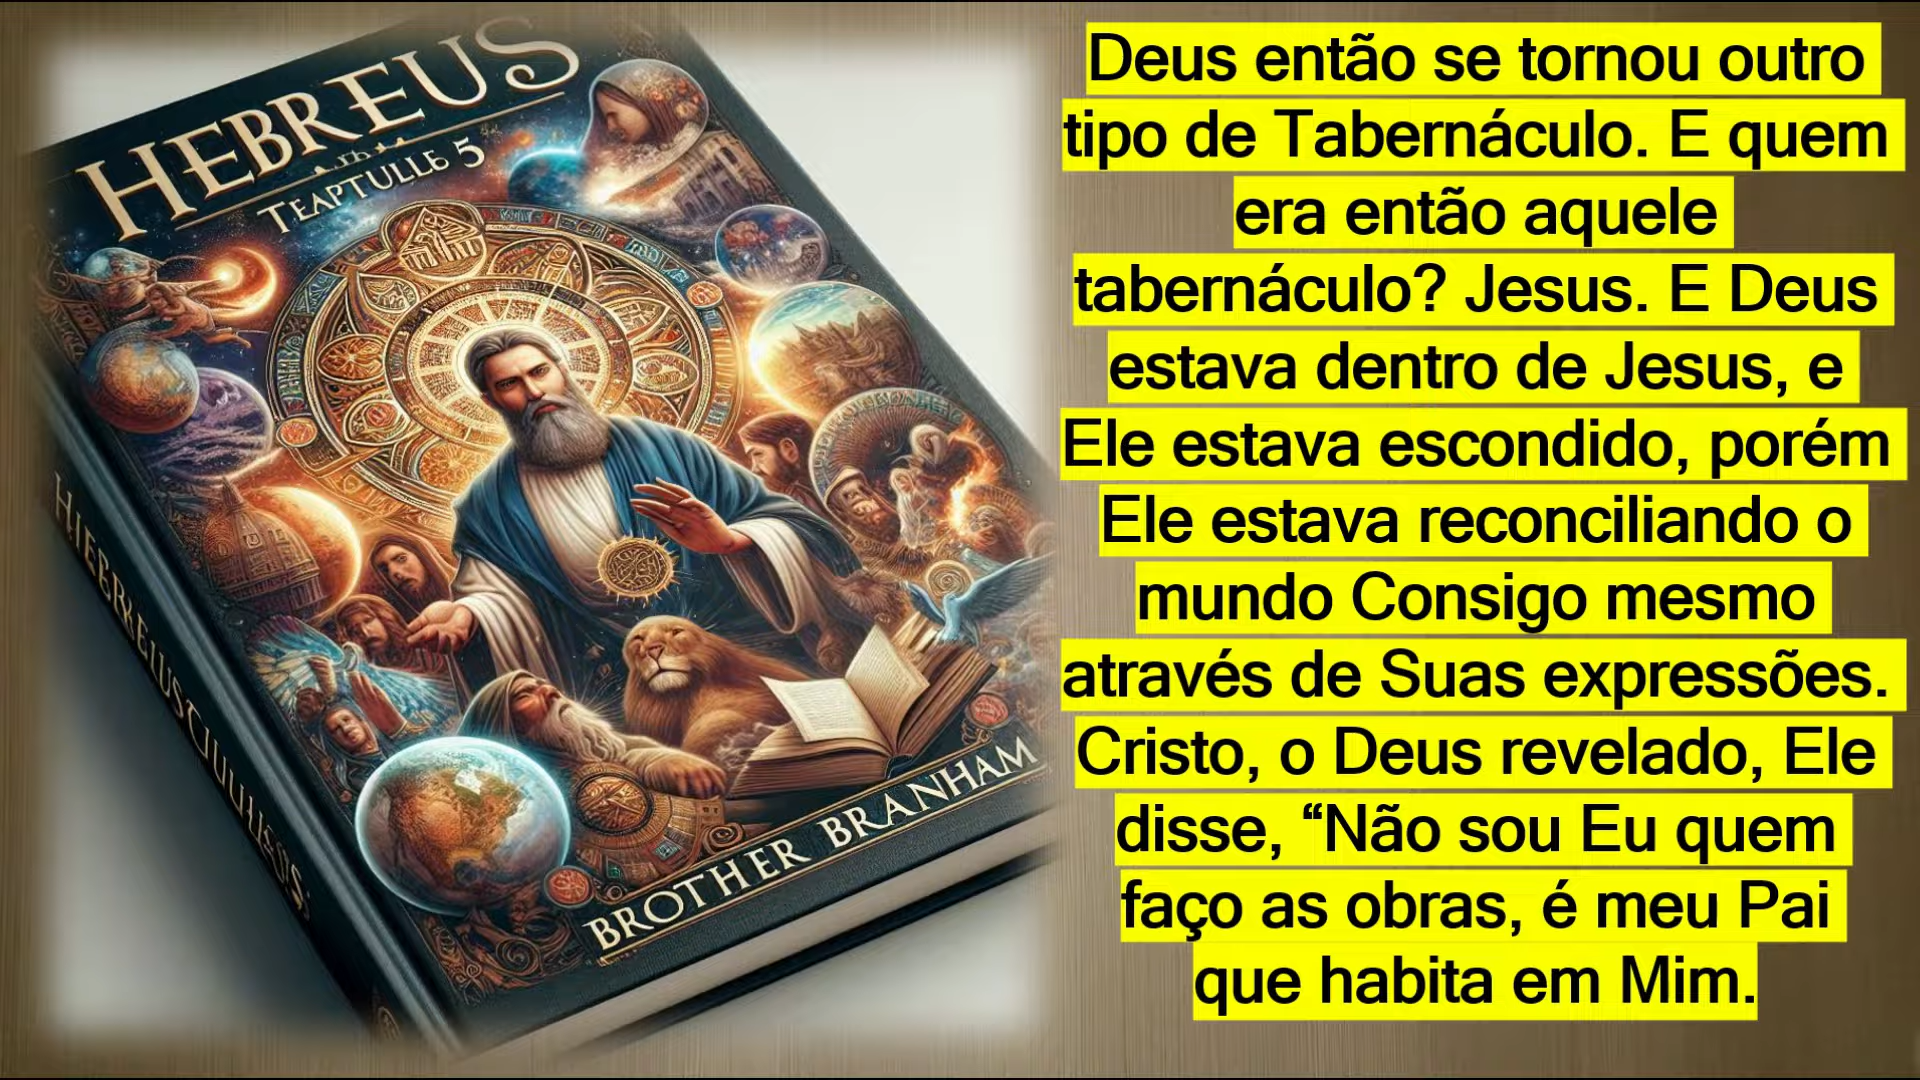 HEBREUS
TEAPTULLE 5
BROTHER BRANHAM
Deus então se tornou outro
tipo de Tabernáculo. E quem
era então aquele
tabernáculo? Jesus. E Deus
estava dentro de Jesus, e
Ele estava escondido, porém
Ele estava reconciliando o
mundo Consigo mesmo
através de Suas expressões.
Cristo, o Deus revelado, Ele
disse, “Não sou Eu quem
faço as obras, é meu Pai
que habita em Mim.